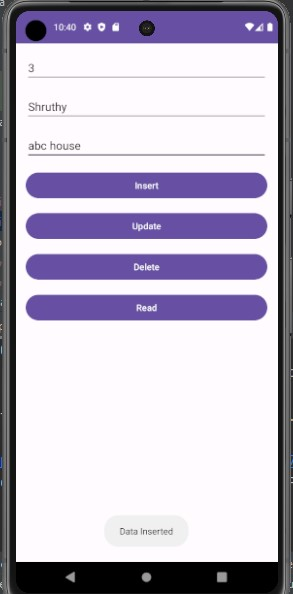 10:40
3
Shruthy
abc house
Insert
Update
Delete
Read
Data Inserted